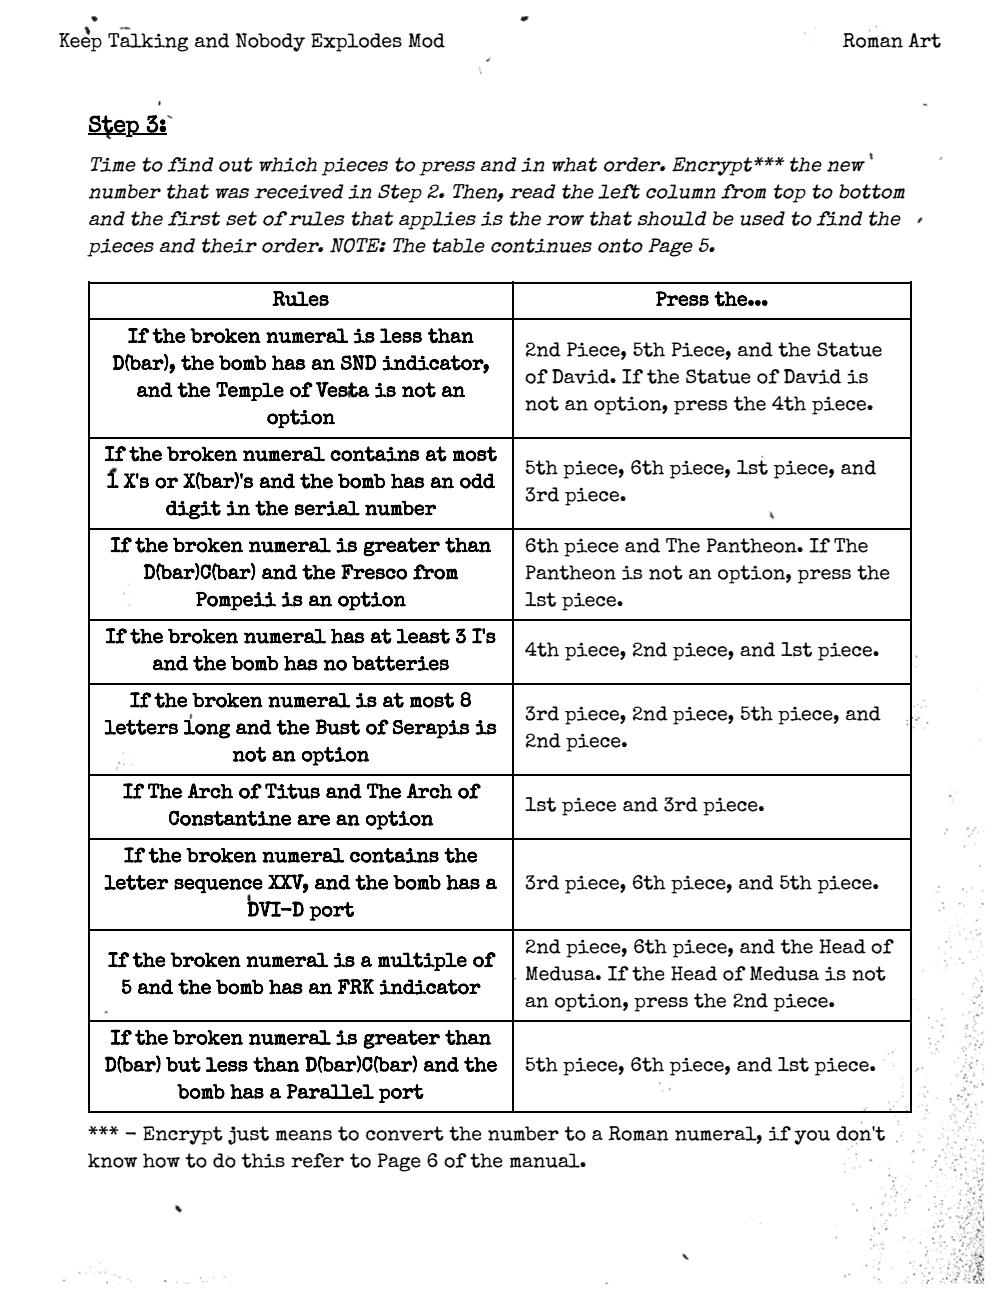 Keep Talking and Nobody Explodes Mod Roman Art
Step 3:
Time to find out which pieces to press and in what order. Encrypt*** the new
number that was received in Step 2. Then, read the left column from top to bottom
and the first set of rules that applies is the row that should be used to find the
pieces and their order. NOTE: The table continues onto Page 5.
Rules
Press the...
If the broken numeral is less than
D(bar), the bomb has an SND indicator,
and the Temple of Vesta is not an
option
2nd Piece, 5th Piece, and the Statue
of David. If the Statue of David is
not an option, press the 4th piece.
If the broken numeral contains at most
1 X's or X(bar)'s and the bomb has an odd
digit in the serial number
5th piece, 6th piece, 1st piece, and
3rd piece.
If the broken numeral is greater than
D(bar)C(bar) and the Fresco from
Pompeii is an option
6th piece and The Pantheon. If The
Pantheon is not an option, press the
1st piece.
If the broken numeral has at least 3 I's
and the bomb has no batteries
4th piece, 2nd piece, and 1st piece.
If the broken numeral is at most 8
letters long and the Bust of Serapis is
not an option
3rd piece, 2nd piece, 5th piece, and
2nd piece.
If The Arch of Titus and The Arch of
Constantine are an option
1st piece and 3rd piece.
If the broken numeral contains the
letter sequence XXV, and the bomb has a
DVI-D port
3rd piece, 6th piece, and 5th piece.
If the broken numeral is a multiple of
5 and the bomb has an FRK indicator
2nd piece, 6th piece, and the Head of
Medusa. If the Head of Medusa is not
an option, press the 2nd piece.
If the broken numeral is greater than
D(bar) but less than D(bar)C(bar) and the
bomb has a Parallel port
5th piece, 6th piece, and 1st piece.
*** - Encrypt just means to convert the number to a Roman numeral, if you don't
know how to do this refer to Page 6 of the manual.